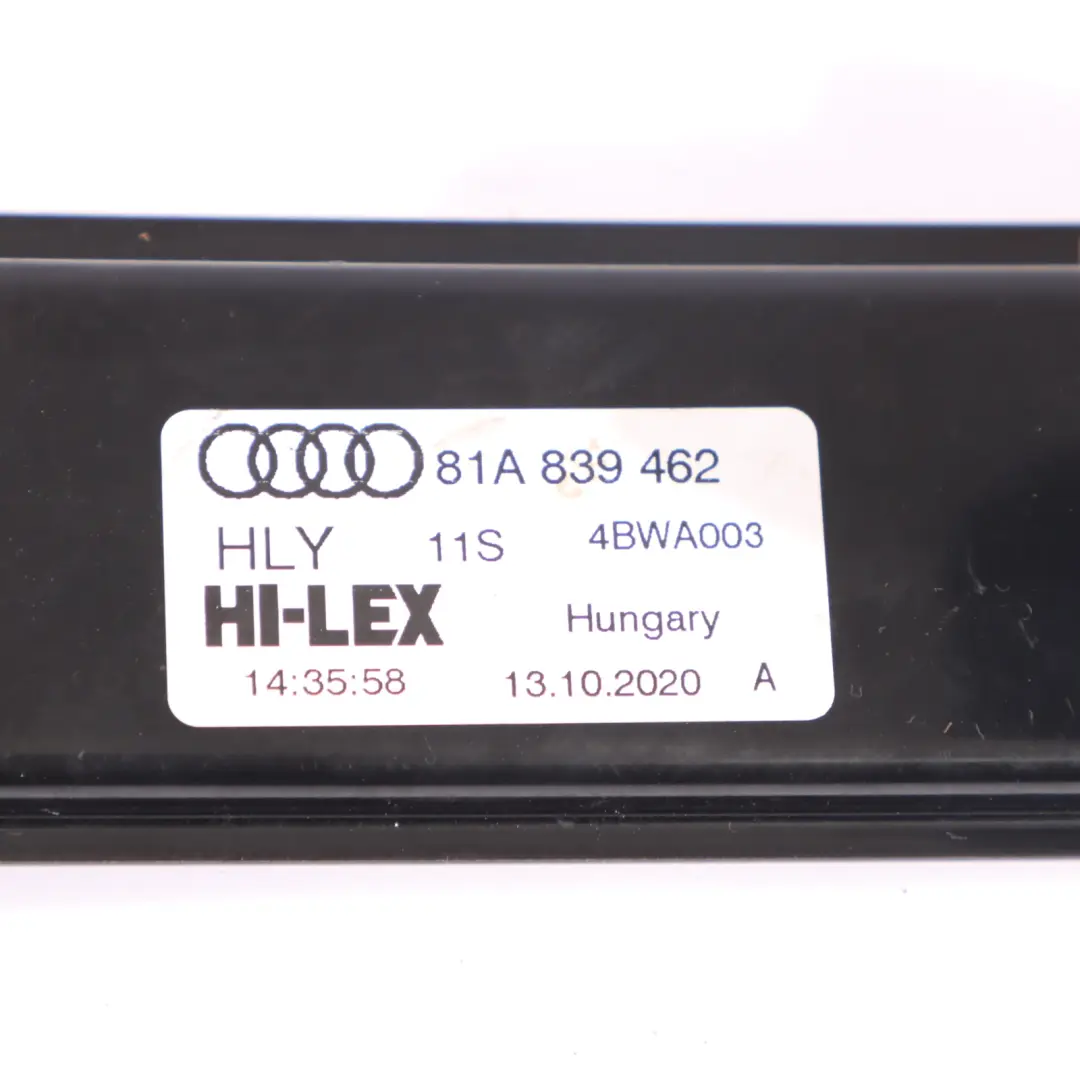 81A 839 462
HLY 11S 4BWA003
HI-LEX Hungary
14:35:58 13.10.2020 A